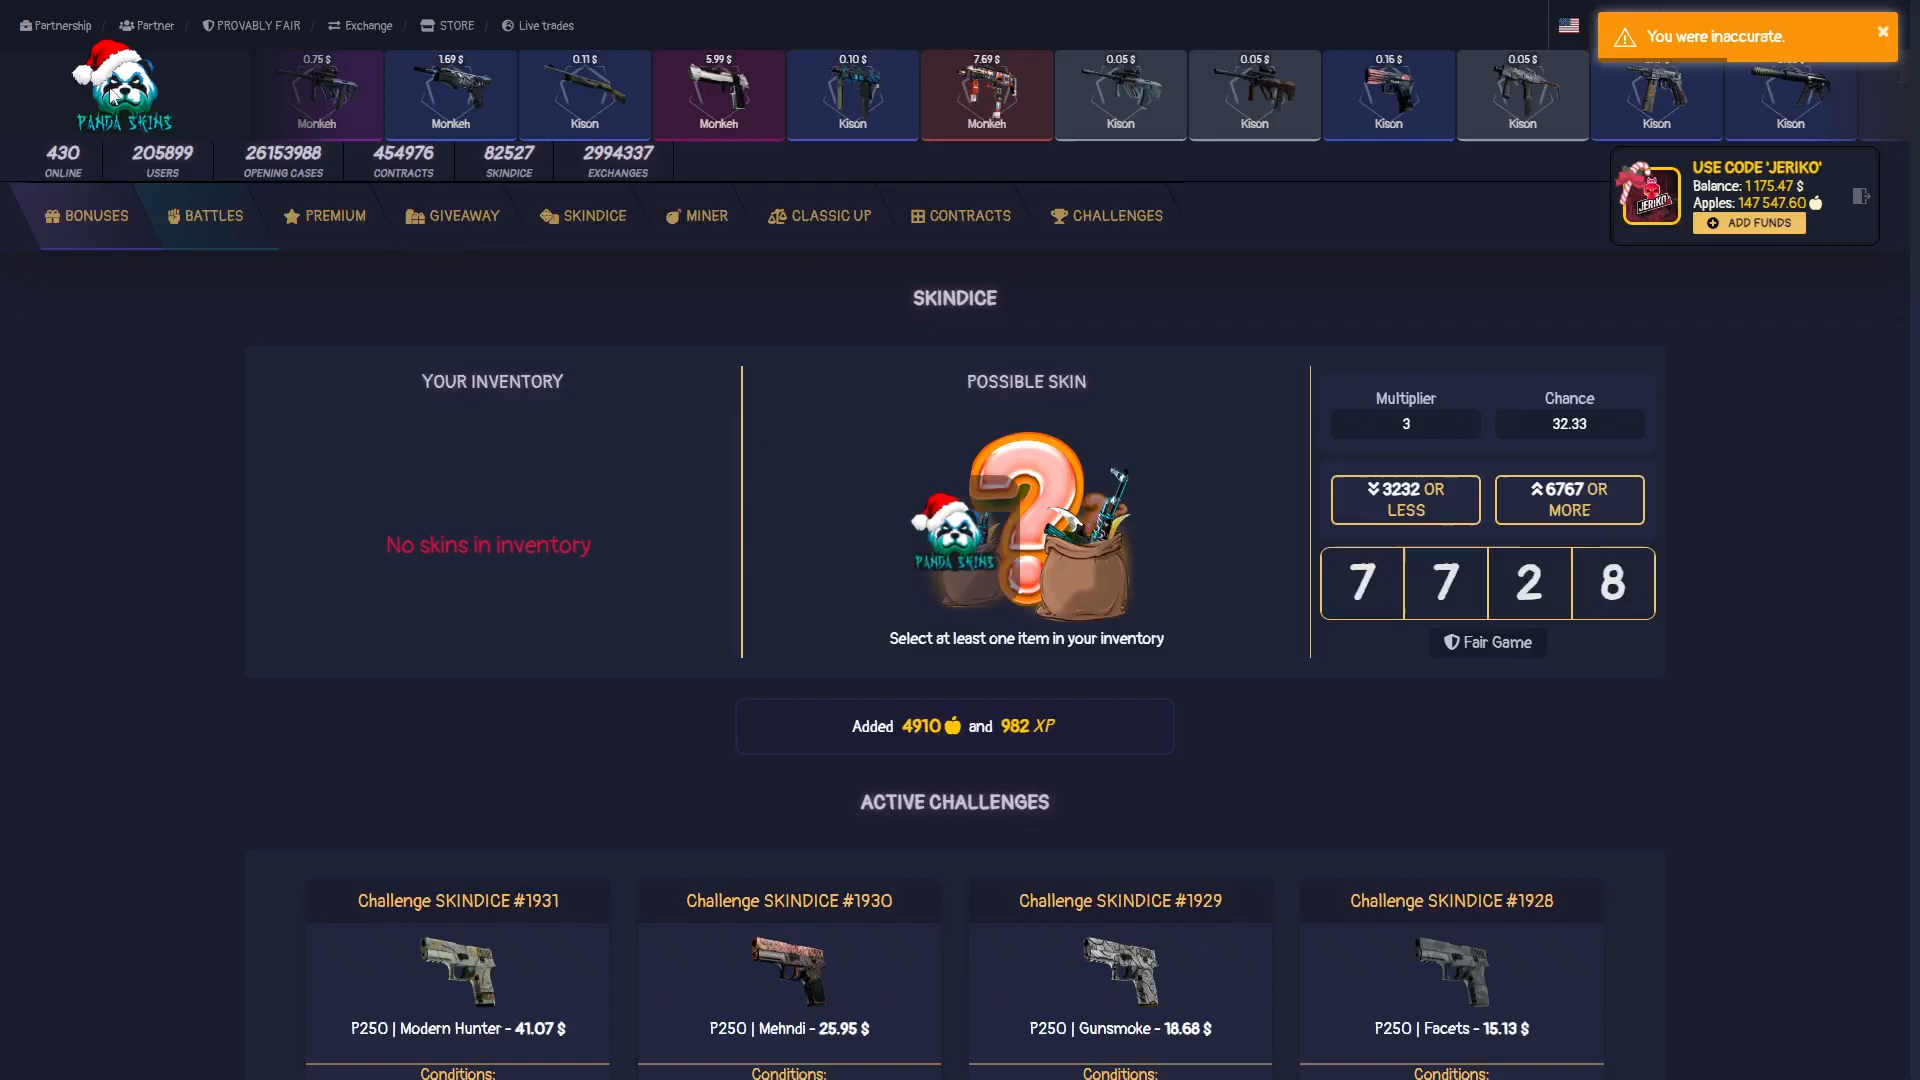 Partnership / Partner / PROVABLY FAIR / Exchange / STORE / Live trades
You were inaccurate.
0.75 $ 1.69 $ 0.11 $ 5.99 $ 0.10 $ 7.69 $ 0.05 $ 0.05 $ 0.16 $ 0.05 $
Monkeh Monkeh Kison Monkeh Kison Monkeh Kison Kison Kison Kison Kison Kison
PANDA SKINS
430 205899 26153988 454976 82527 2994337
ONLINE USERS OPENING CASES CONTRACTS SKINDICE EXCHANGES
USE CODE 'JERIKO'
Balance: 1 175.47 $
Apples: 147 547.60
JERIKO
ADD FUNDS
BONUSES BATTLES PREMIUM GIVEAWAY SKINDICE MINER CLASSIC UP CONTRACTS CHALLENGES
SKINDICE
YOUR INVENTORY
No skins in inventory
POSSIBLE SKIN
?
PANDA SKINS
Select at least one item in your inventory
Multiplier Chance
3 32.33
3232 OR LESS
6767 OR MORE
7 7 2 8
Fair Game
Added 4910 and 982 XP
ACTIVE CHALLENGES
Challenge SKINDICE #1931
P250 | Modern Hunter - 41.07 $
Conditions:
Challenge SKINDICE #1930
P250 | Mehndi - 25.95 $
Conditions:
Challenge SKINDICE #1929
P250 | Gunsmoke - 18.68 $
Conditions:
Challenge SKINDICE #1928
P250 | Facets - 15.13 $
Conditions: